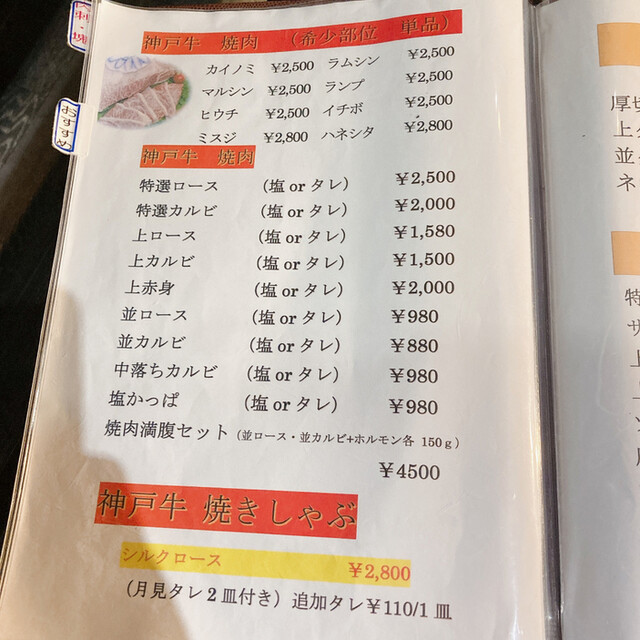 刺・塊
おすすめ
神戸牛 焼肉 （希少部位 単品）
カイノミ ￥2,500 ラムシン ￥2,500
マルシン ￥2,500 ランプ ￥2,500
ヒウチ ￥2,500 イチボ ￥2,500
ミスジ ￥2,800 ハネシタ ￥2,800
神戸牛 焼肉
特選ロース （塩 or タレ） ￥2,500
特選カルビ （塩 or タレ） ￥2,000
上ロース （塩 or タレ） ￥1,580
上カルビ （塩 or タレ） ￥1,500
上赤身 （塩 or タレ） ￥2,000
並ロース （塩 or タレ） ￥980
並カルビ （塩 or タレ） ￥880
中落ちカルビ （塩 or タレ） ￥980
塩かっぱ （塩 or タレ） ￥980
焼肉満腹セット（並ロース・並カルビ+ホルモン各 150ｇ）
￥4500
神戸牛 焼きしゃぶ
シルクロース ￥2,800
（月見タレ２皿付き）追加タレ￥110/1 皿
厚切
上
並
ネ
特
サ
上